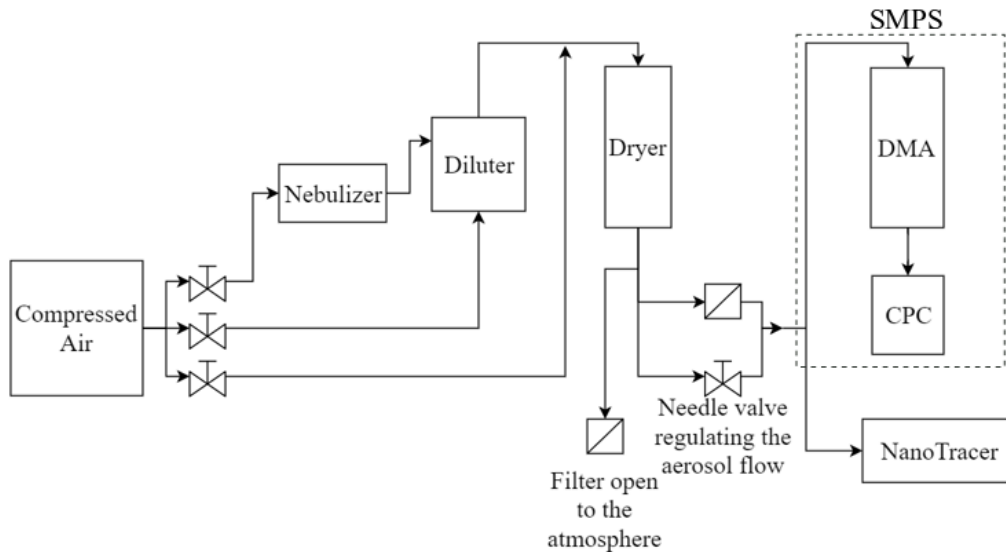 SMPS
Dryer
DMA
Diluter
Nebulizer
Compressed
Air
CPC
Needle valve
regulating the
aerosol flow
NanoTracer
Filter open
to the
atmosphere